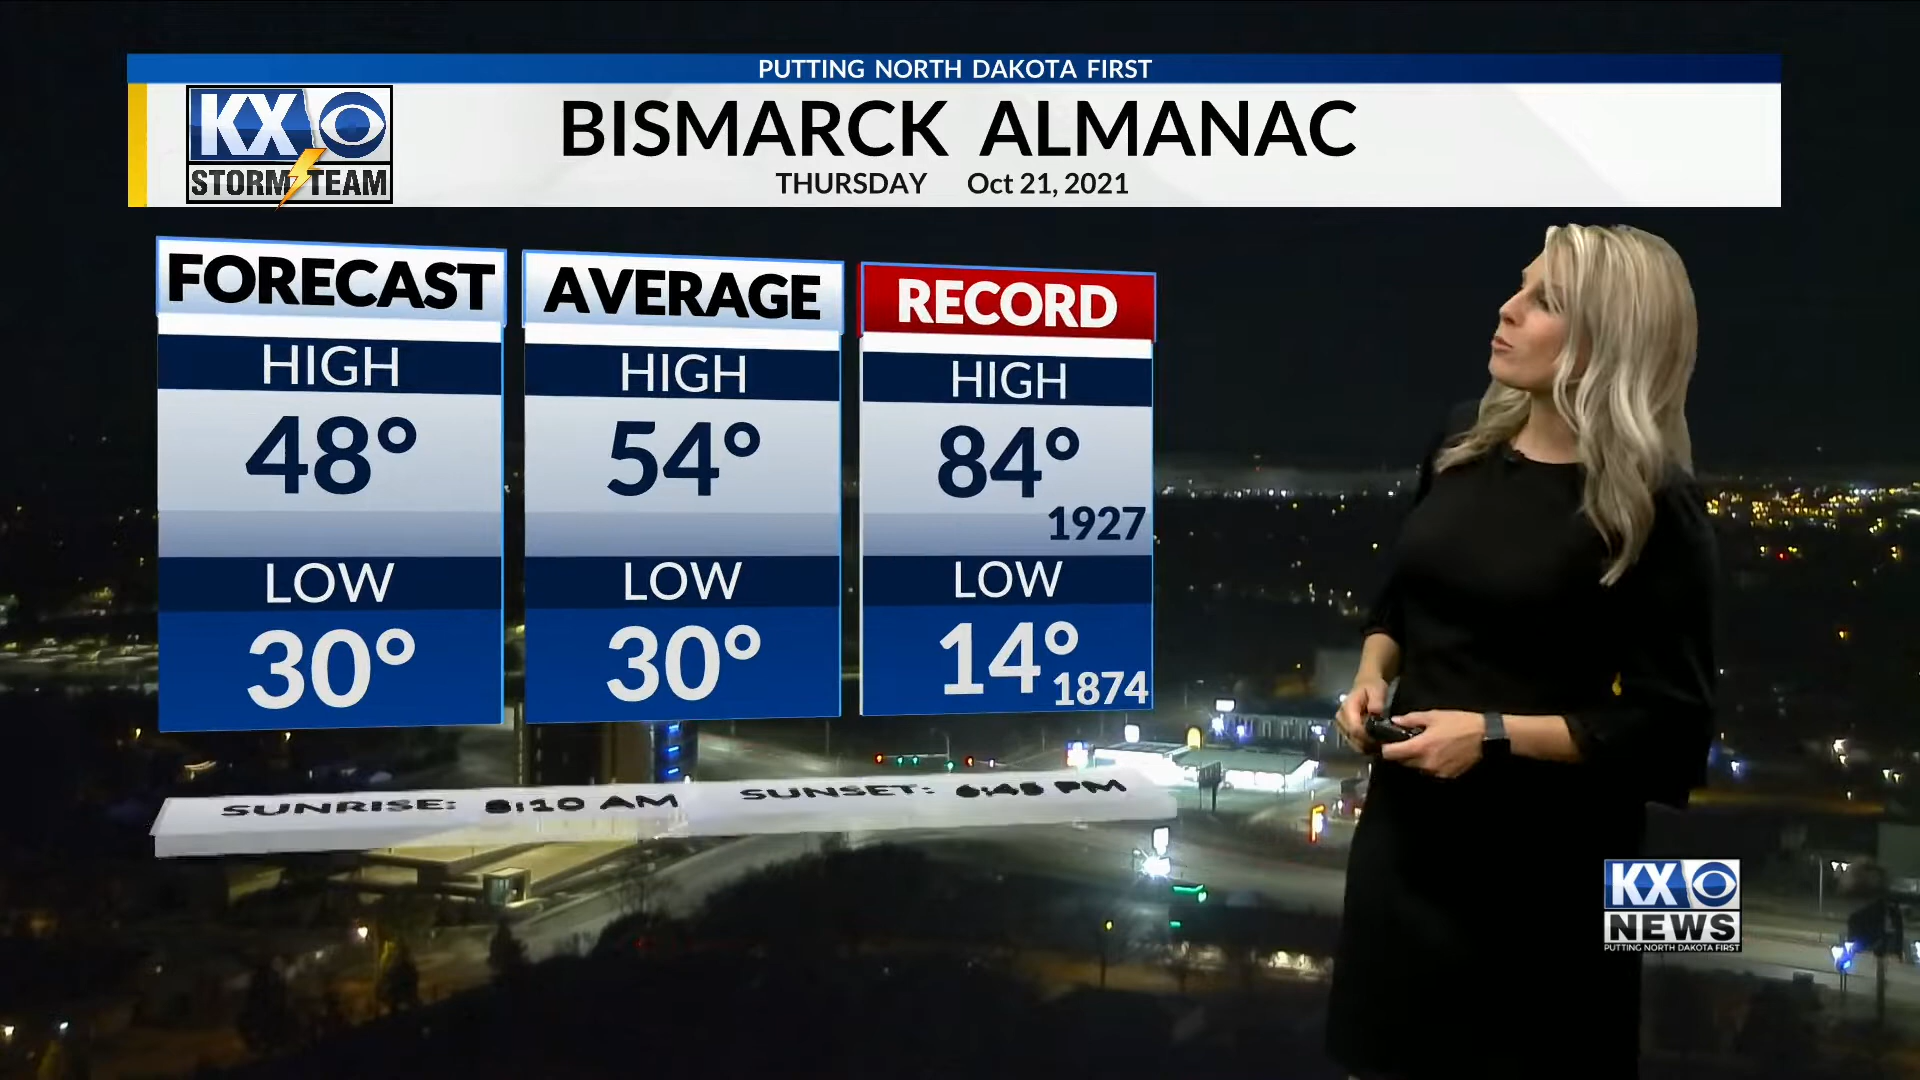 PUTTING NORTH DAKOTA FIRST
KX
STORM TEAM
BISMARCK ALMANAC
THURSDAY Oct 21, 2021
FORECAST
HIGH
48°
LOW
30°
AVERAGE
HIGH
54°
LOW
30°
RECORD
HIGH
84°
1927
LOW
14°
1874
SUNRISE: 8:10 AM SUNSET: PM
KX
NEWS
PUTTING NORTH DAKOTA FIRST